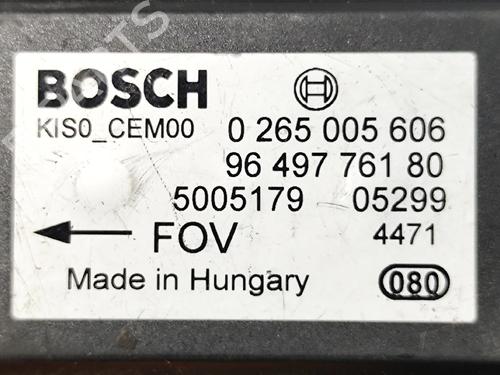 BOSCH
KIS0_CEM00 0 265 005 606
96 497 761 80
5005179 05299
FOV 4471
Made in Hungary 080